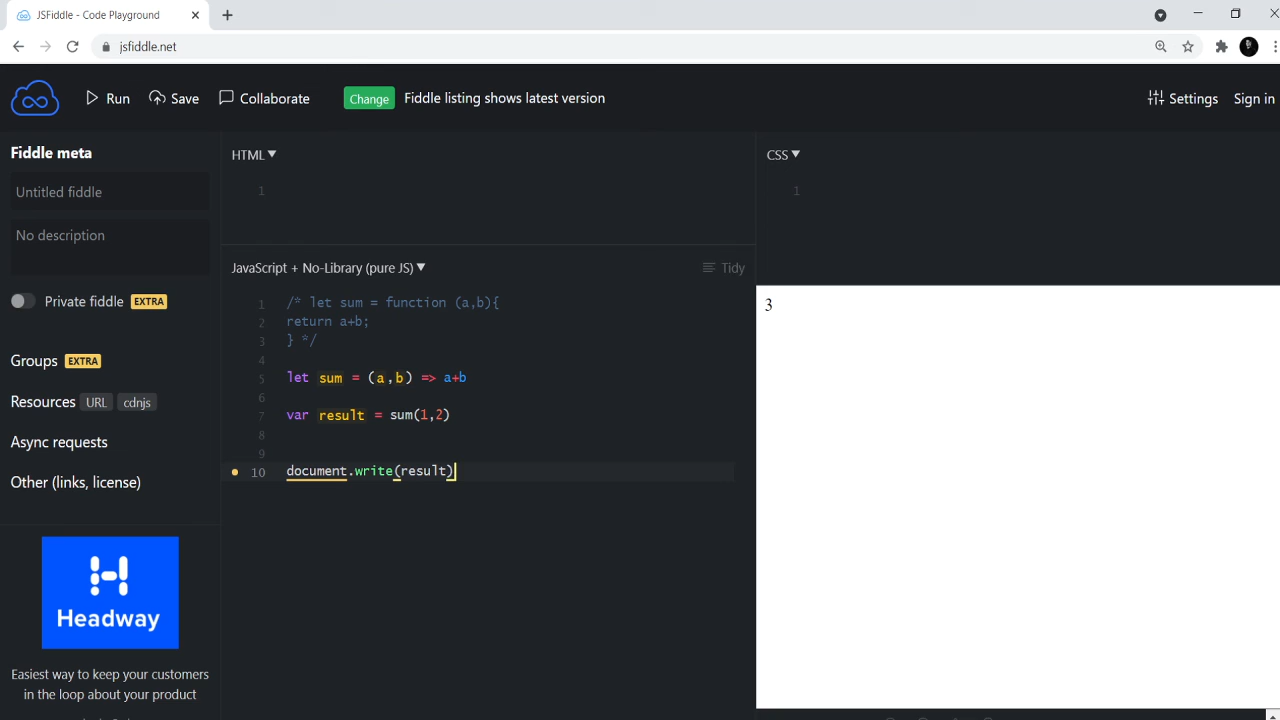 JSFiddle - Code Playground
jsfiddle.net
Run
Save
Collaborate
Change
Fiddle listing shows latest version
Settings
Sign in
Fiddle meta
Untitled fiddle
No description
Private fiddle EXTRA
Groups EXTRA
Resources URL cdnjs
Async requests
Other (links, license)
Headway
Easiest way to keep your customers
in the loop about your product
HTML
1
CSS
1
JavaScript + No-Library (pure JS)
Tidy
1 /* let sum = function (a,b){
2 return a+b;
3 } */
4
5 let sum = (a,b) => a+b
6
7 var result = sum(1,2)
8
9
10 document.write(result)
3